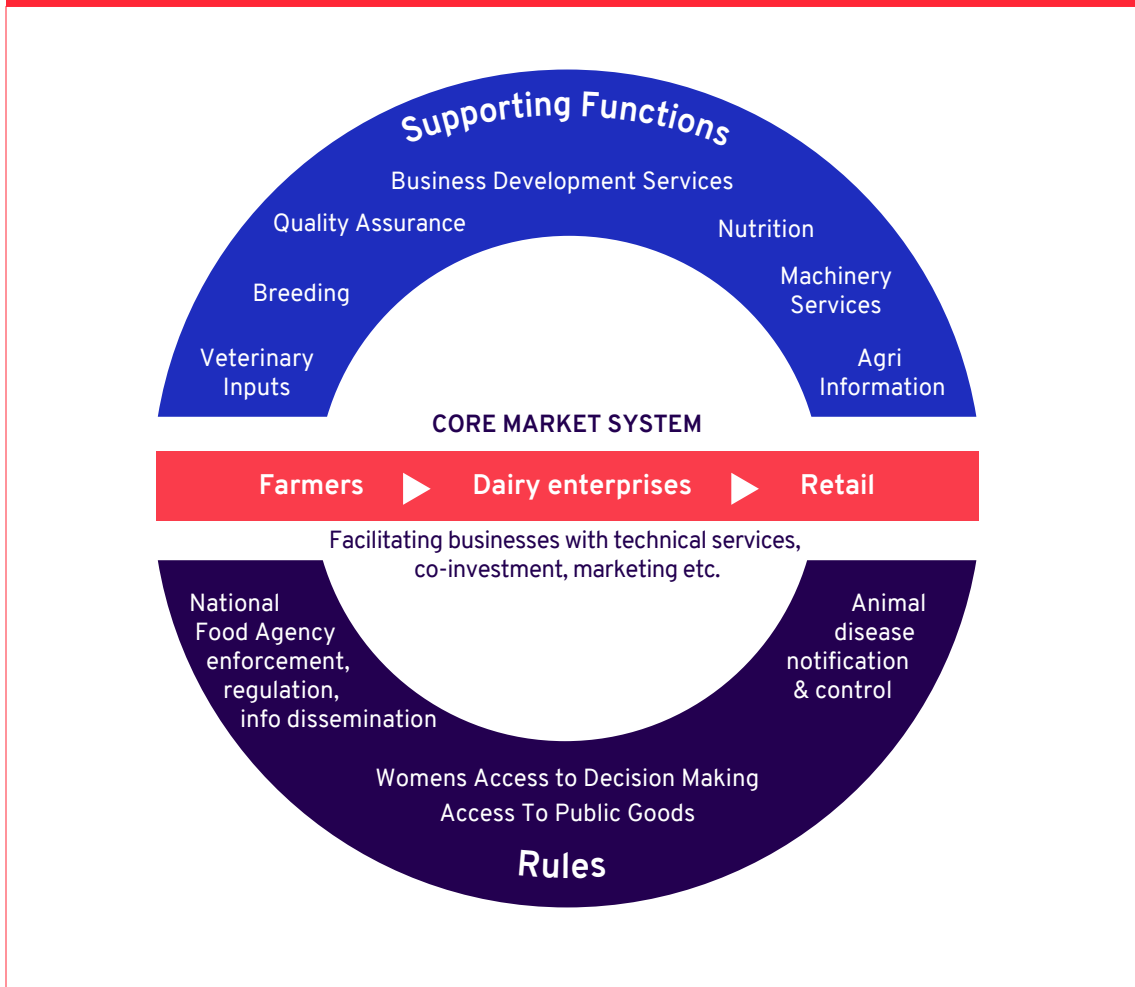 Supporting Functions
Business Development Services
Quality Assurance
Nutrition
Breeding
Machinery
Services
Veterinary
Inputs
Agri
Information
CORE MARKET SYSTEM
Farmers
Dairy enterprises
Retail
Facilitating businesses with technical services,
co-investment, marketing etc.
National
Food Agency
enforcement,
regulation,
info dissemination
Animal
disease
notification
& control
Womens Access to Decision Making
Access To Public Goods
Rules